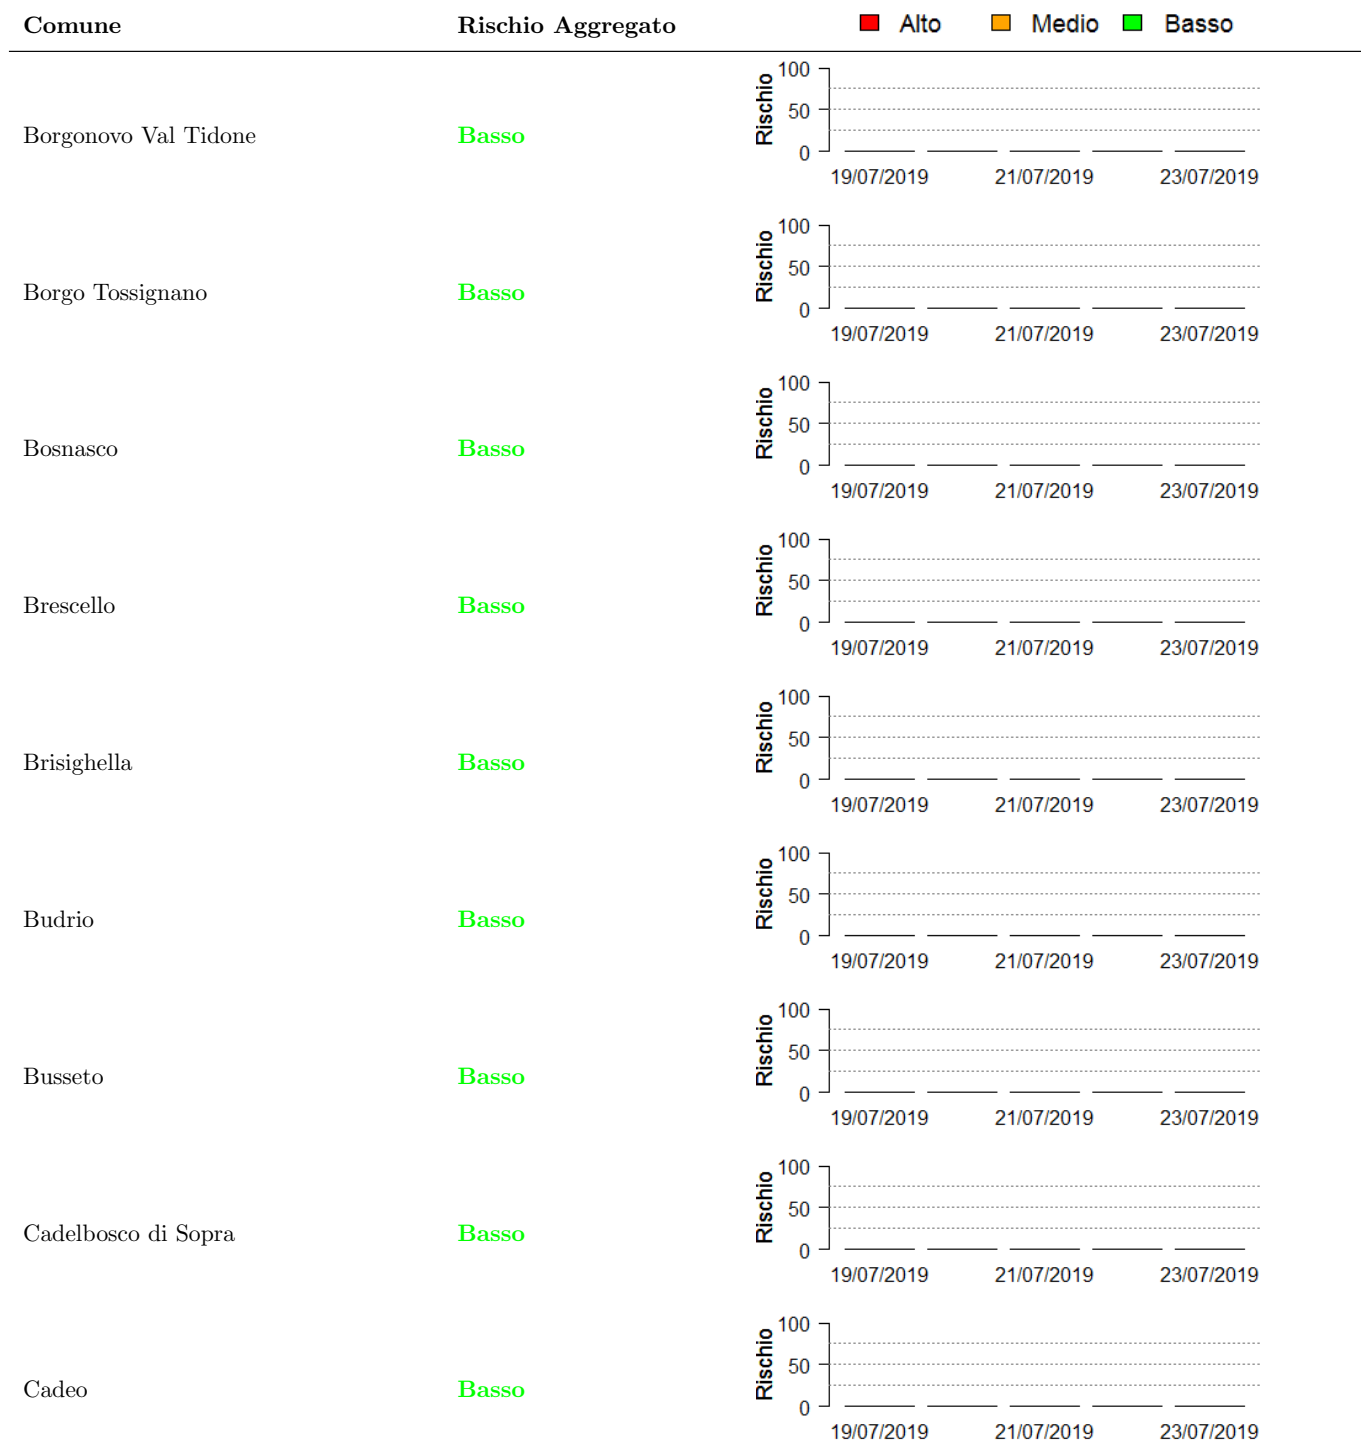 Comune Rischio Aggregato Alto Medio Basso
100
50
0
Rischio
Borgonovo Val Tidone Basso
19/07/2019 21/07/2019 23/07/2019
100
50
0
Rischio
Borgo Tossignano Basso
19/07/2019 21/07/2019 23/07/2019
100
50
0
Rischio
Bosnasco Basso
19/07/2019 21/07/2019 23/07/2019
100
50
0
Rischio
Brescello Basso
19/07/2019 21/07/2019 23/07/2019
100
50
0
Rischio
Brisighella Basso
19/07/2019 21/07/2019 23/07/2019
100
50
0
Rischio
Budrio Basso
19/07/2019 21/07/2019 23/07/2019
100
50
0
Rischio
Busseto Basso
19/07/2019 21/07/2019 23/07/2019
100
50
0
Rischio
Cadelbosco di Sopra Basso
19/07/2019 21/07/2019 23/07/2019
100
50
0
Rischio
Cadeo Basso
19/07/2019 21/07/2019 23/07/2019